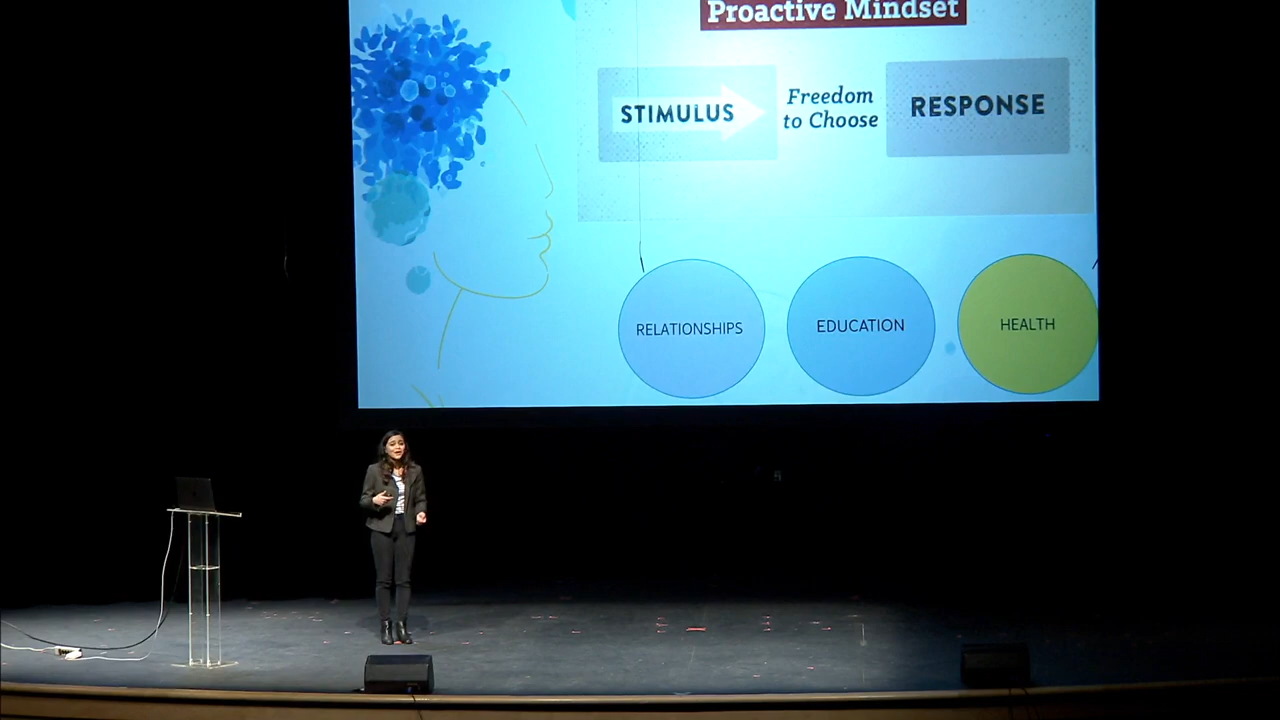 Proactive Mindset
STIMULUS
Freedom
to Choose
RESPONSE
RELATIONSHIPS
EDUCATION
HEALTH